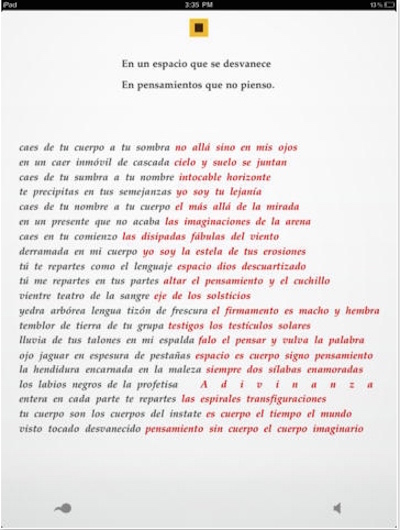 iPod
3:35 PM
13%
En un espacio que se desvanece
En pensamientos que no pienso.
caes de tu cuerpo a tu sombra no allá sino en mis ojos
en un caer inmóvil de cascada cielo y suelo se juntan
caes de tu sumbra a tu nombre intocable horizonte
te precipitas en tus semejanzas yo soy tu lejanía
caes de tu nombre a tu cuerpo el más allá de la mirada
en un presente que no acaba las imaginaciones de la arena
caes en tu comienzo las disipadas fábulas del viento
derramada en mi cuerpo yo soy la estela de tus erosiones
tú te repartes como el lenguaje espacio dios descuartizado
tú me repartes en tus partes altar el pensamiento y el cuchillo
vientre teatro de la sangre eje de los solsticios
yedra arbórea lengua tizón de frescura el firmamento es macho y hembra
temblor de tierra de tu grupa testigos los testículos solares
lluvia de tus talones en mi espalda falo el pensar y vulva la palabra
ojo jaguar en espesura de pestañas espacio es cuerpo signo pensamiento
la hendidura encarnada en la maleza siempre dos sílabas enamoradas
los labios negros de la profetisa A d i v i n a n z a
entera en cada parte te repartes las espirales transfiguraciones
tu cuerpo son los cuerpos del instate es cuerpo el tiempo el mundo
visto tocado desvanecido pensamiento sin cuerpo el cuerpo imaginario